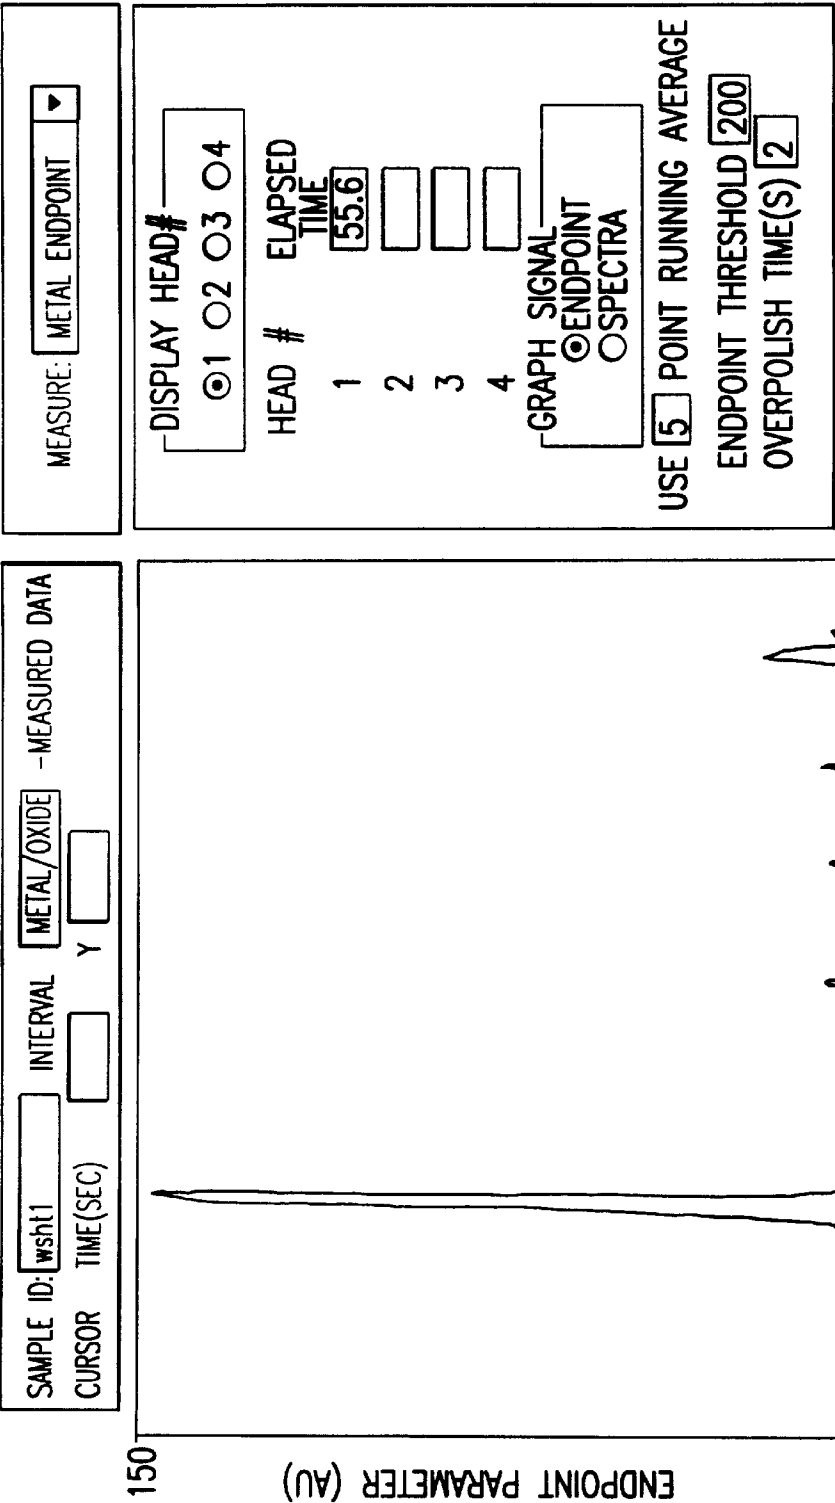 SAMPLE ID: wsht1 INTERVAL METAL/OXIDE -MEASURED DATA
CURSOR TIME(SEC) Y
MEASURE: METAL ENDPOINT
150
ENDPOINT PARAMETER (AU)
DISPLAY HEAD#
1 2 3 4
HEAD # ELAPSED TIME
1 55.6
2
3
4
GRAPH SIGNAL
ENDPOINT
SPECTRA
USE 5 POINT RUNNING AVERAGE
ENDPOINT THRESHOLD 200
OVERPOLISH TIME(S) 2